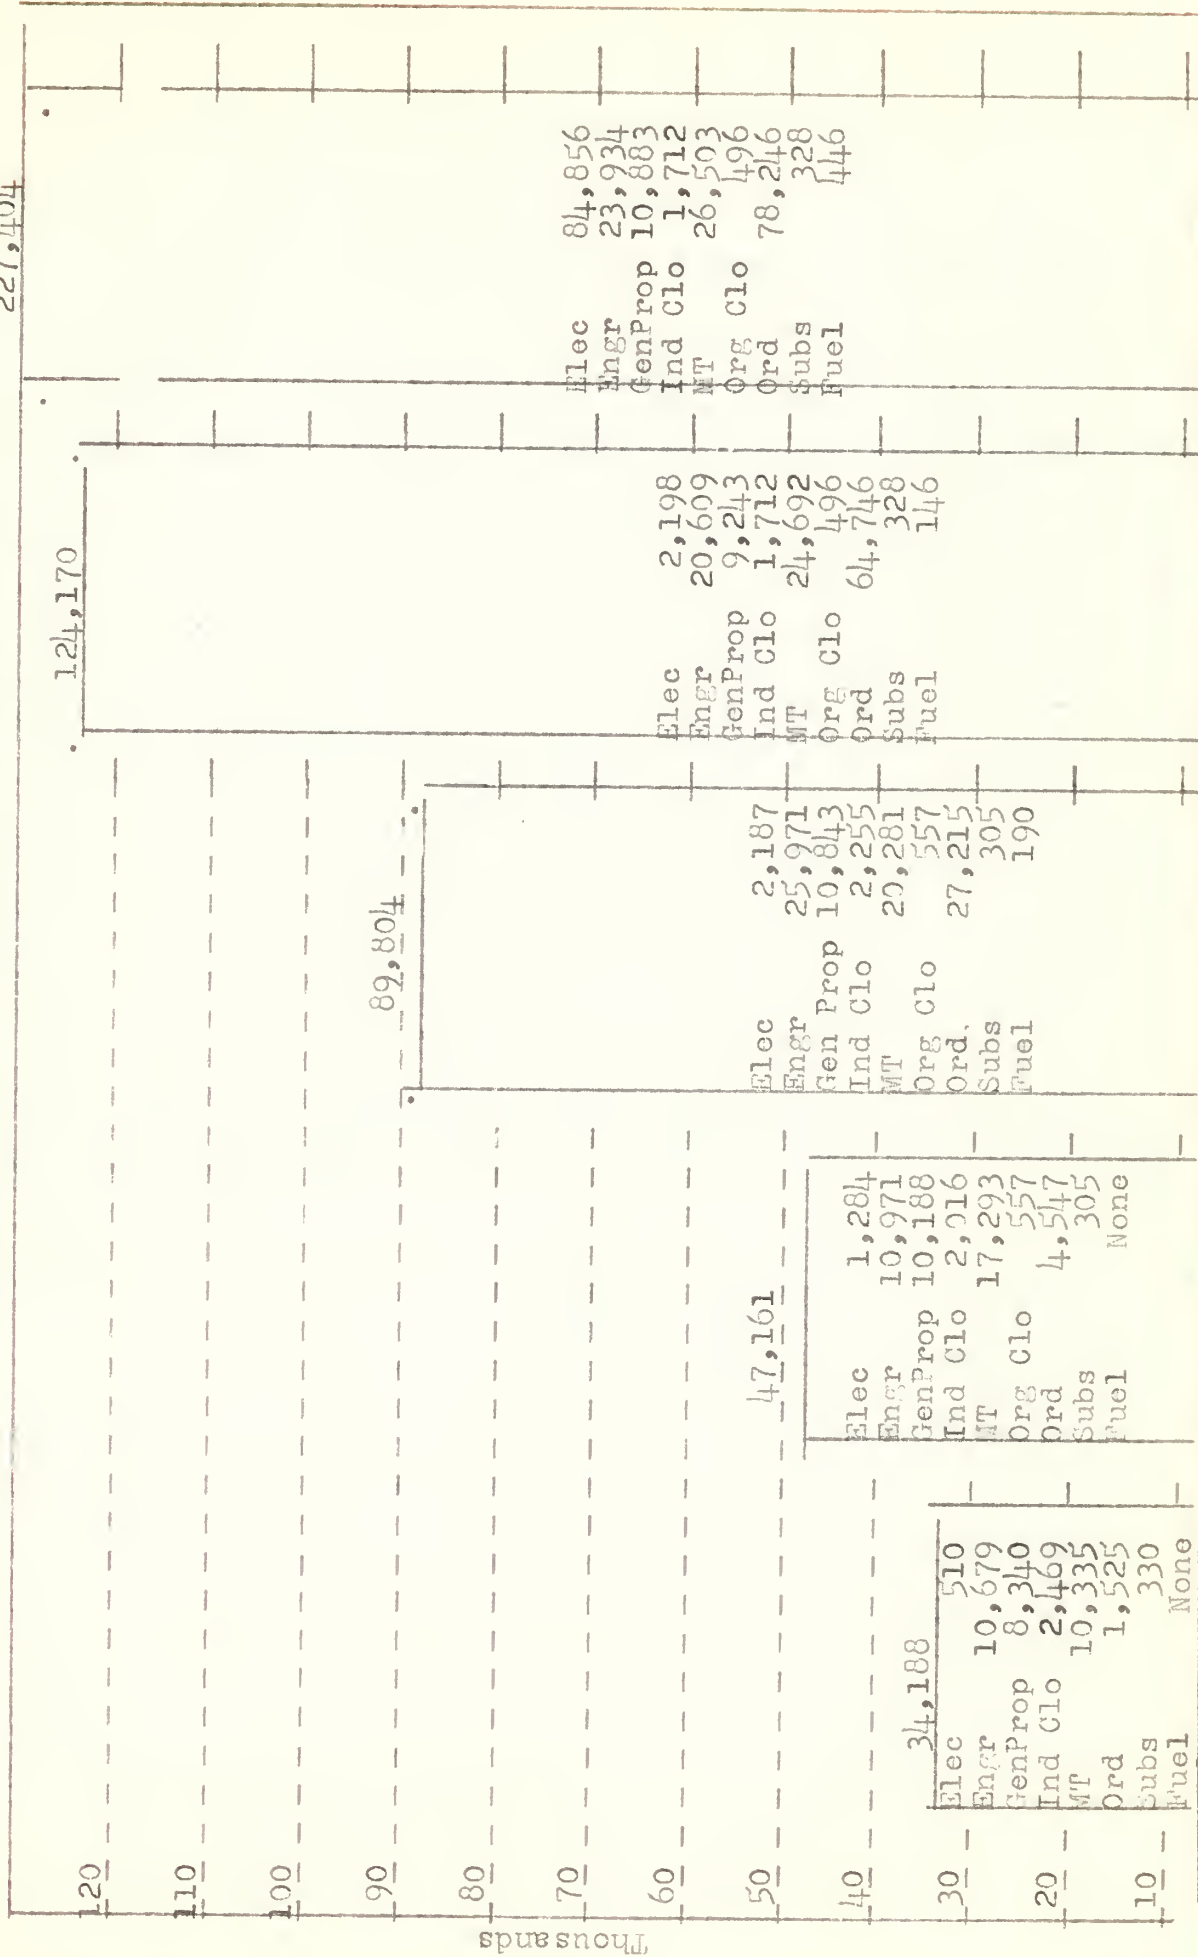 Thousands
120
110
100
90
80
70
60
50
40
30
20
10
34,188
Elec 510
Engr 10,679
GenProp 8,340
Ind Clo 2,469
MT 10,335
Ord 1,525
Subs 330
Fuel None
47,161
Elec 1,284
Engr 10,971
GenProp 10,188
Ind Clo 2,016
MT 17,293
Org Clo 557
Ord 4,547
Subs 305
Fuel None
89,804
Elec 2,187
Engr 25,971
Gen Prop 10,843
Ind Clo 2,255
MT 20,281
Org Clo 557
Ord. 27,215
Subs 305
Fuel 190
124,170
Elec 2,198
Engr 20,609
GenProp 9,243
Ind Clo 1,712
MT 24,692
Org Clo 496
Ord 64,746
Subs 328
Fuel 146
227,404
Elec 84,856
Engr 23,934
GenProp 10,883
Ind Clo 1,712
MT 26,503
Org Clo 496
Ord 78,246
Subs 328
Fuel 446